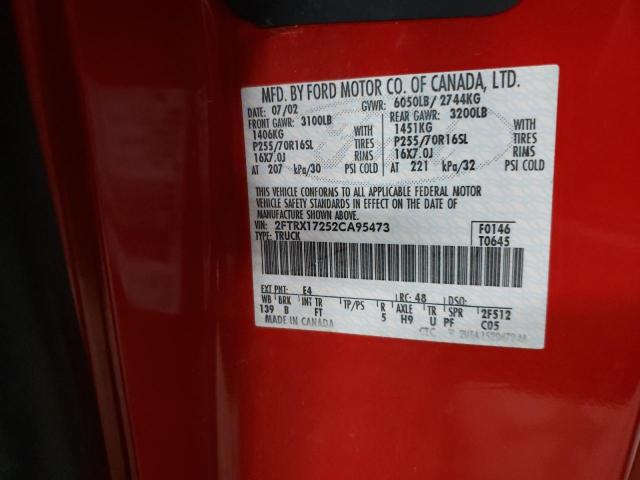 MFD. BY FORD MOTOR CO. OF CANADA, LTD.
DATE: 07/02 GVWR: 6050LB/ 2744KG
FRONT GAWR: 3100LB REAR GAWR: 3200LB
1406KG WITH 1451KG WITH
P255/70R16SL TIRES P255/70R16SL TIRES
16X7.0J RIMS 16X7.0J RIMS
AT 207 kPa/30 PSI COLD AT 221 kPa/32 PSI COLD
THIS VEHICLE CONFORMS TO ALL APPLICABLE FEDERAL MOTOR
VEHICLE SAFETY STANDARDS IN EFFECT ON THE DATE OF
MANUFACTURE SHOWN ABOVE.
VIN: 2FTRX17252CA95473 F0146
TYPE: TRUCK T0645
EXT PNT: E4 RC: 48 DSO:
WB BRK INT TR TP/PS R AXLE TR SPR 2F512
139 B FT 5 H9 U PF C05
MADE IN CANADA CTC